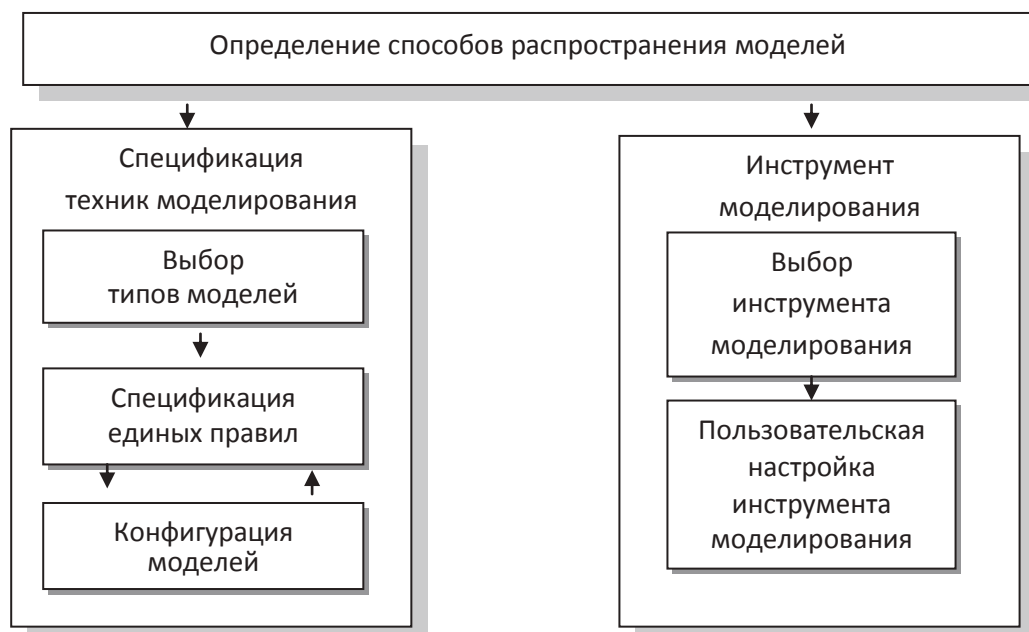 Определение способов распространения моделей
Спецификация
техник моделирования
Выбор
типов моделей
Спецификация
единых правил
Конфигурация
моделей
Инструмент
моделирования
Выбор
инструмента
моделирования
Пользовательская
настройка
инструмента
моделирования